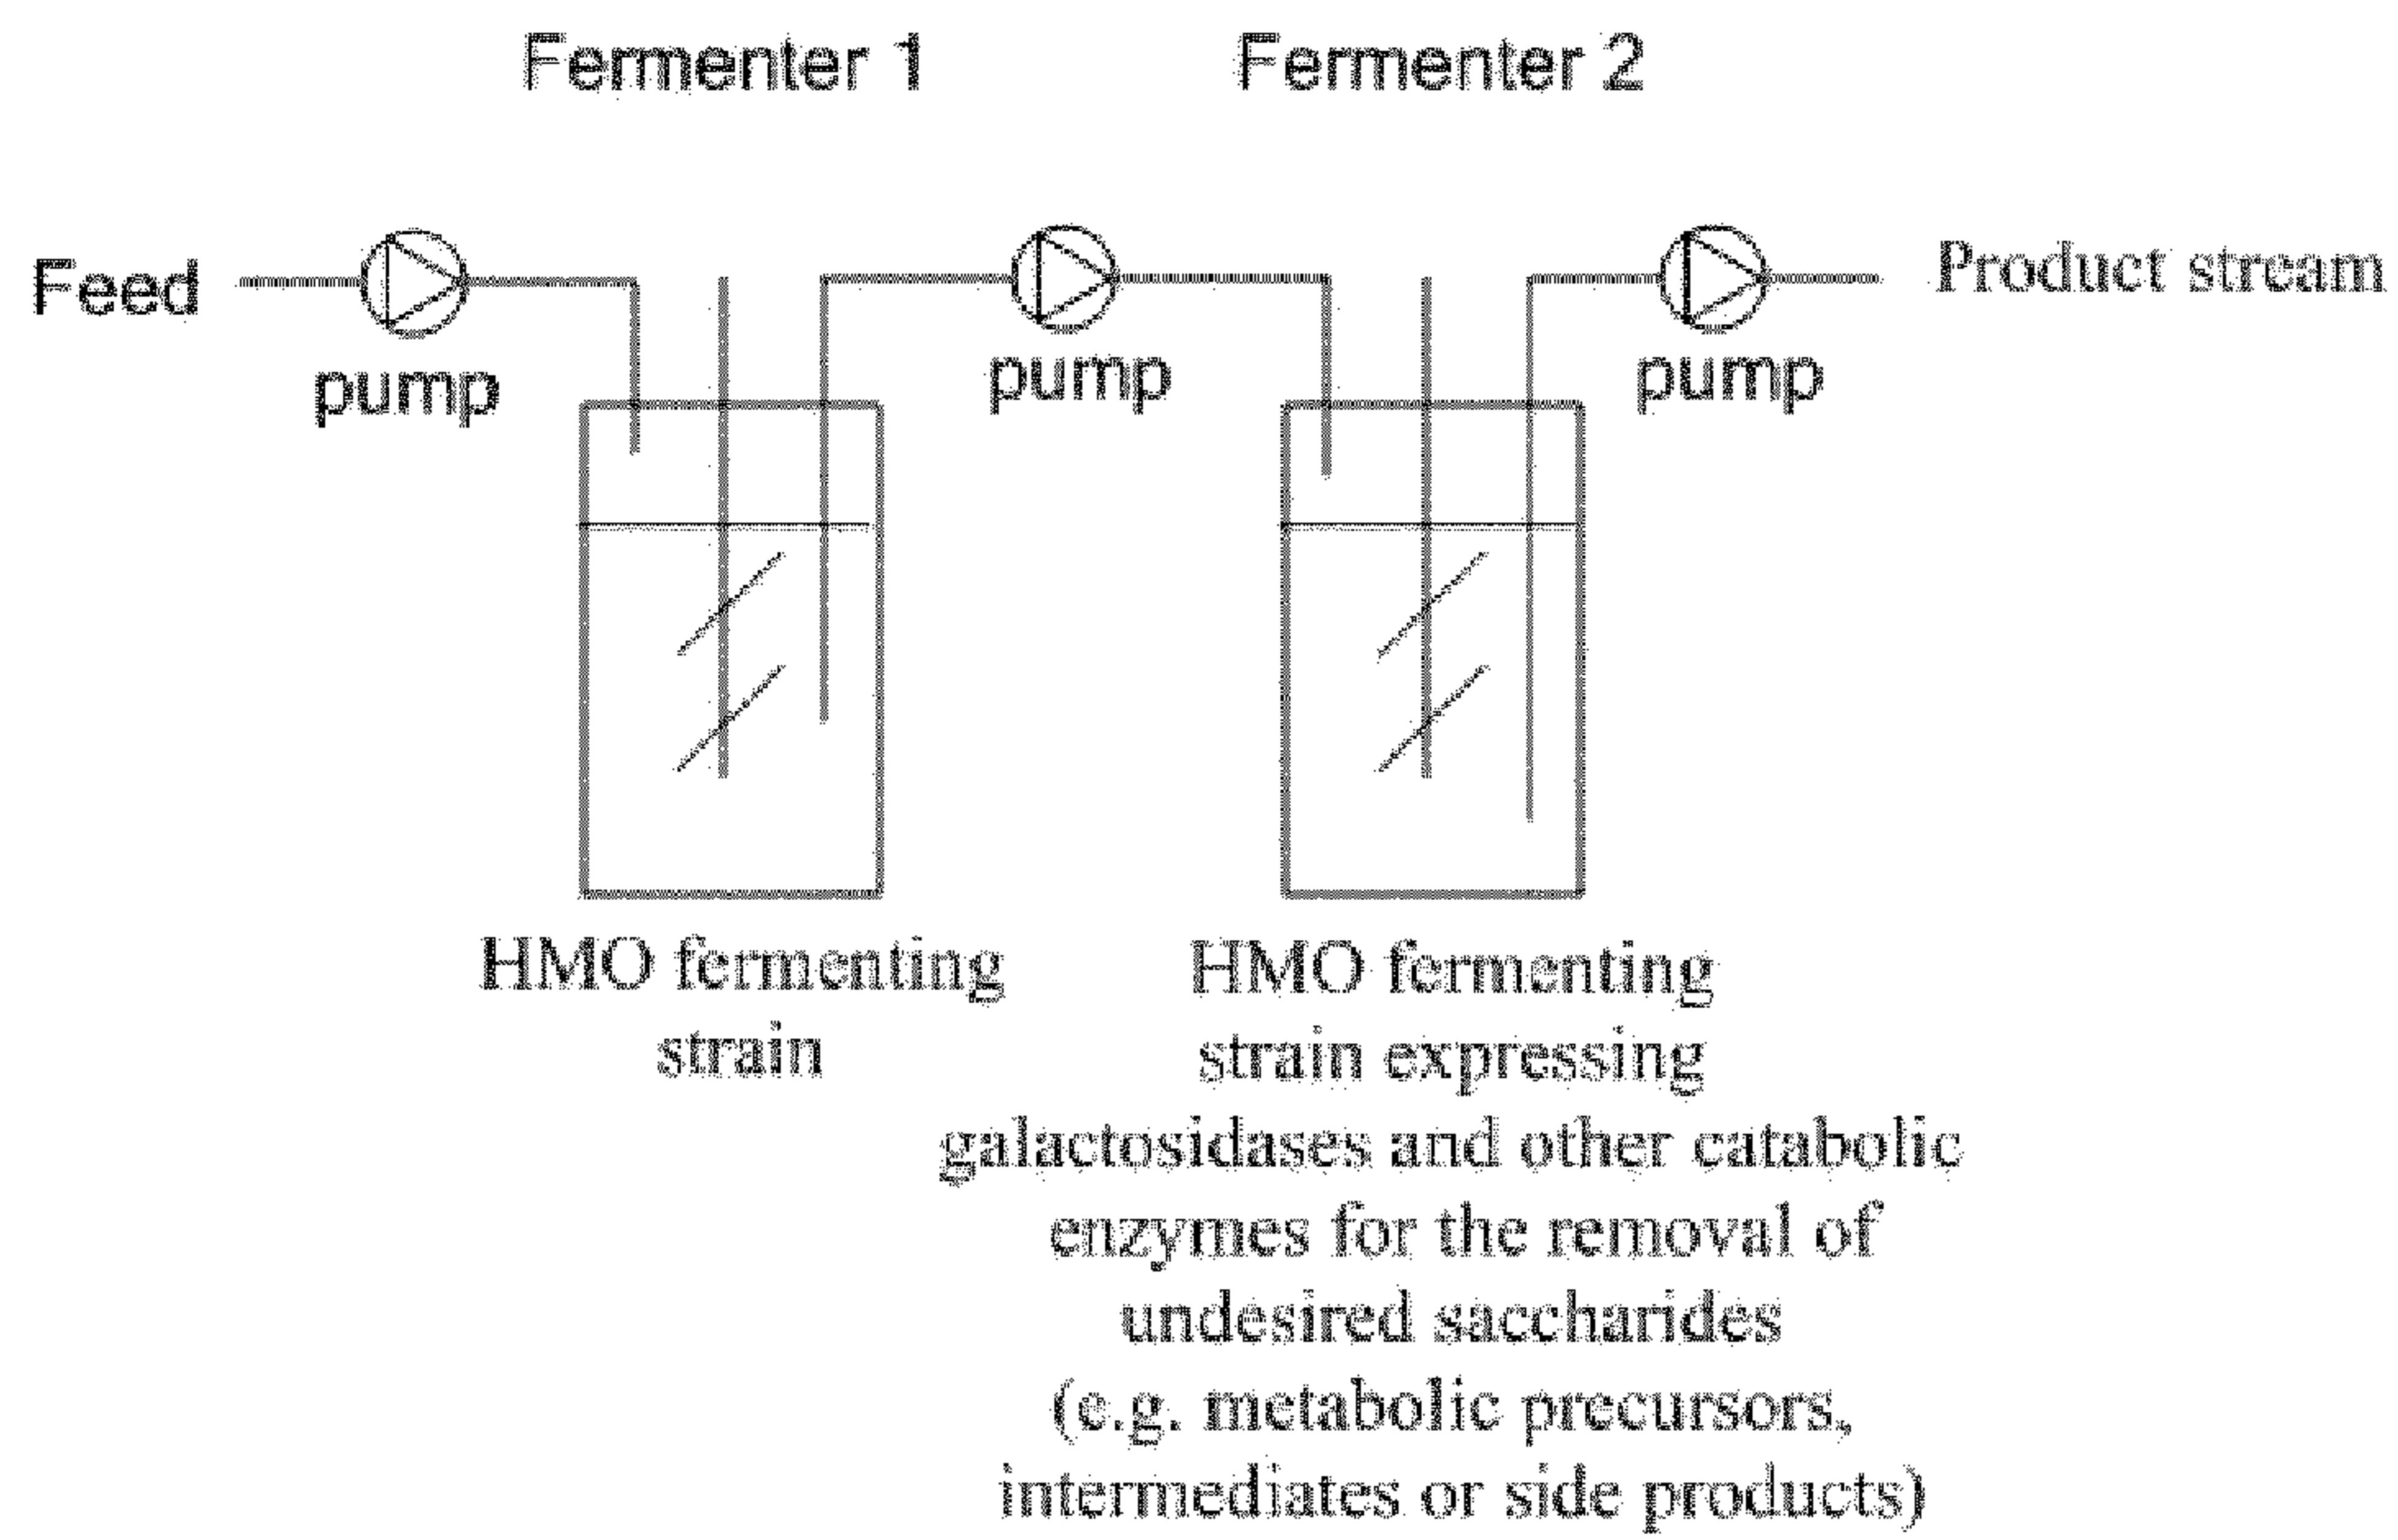 Fermenter 1
Fermenter 2
Feed
pump
pump
pump
Product stream
HMO fermenting
strain
HMO fermenting
strain expressing
galactosidases and other catabolic
enzymes for the removal of
undesired saccharides
(e.g. metabolic precursors,
intermediates or side products)